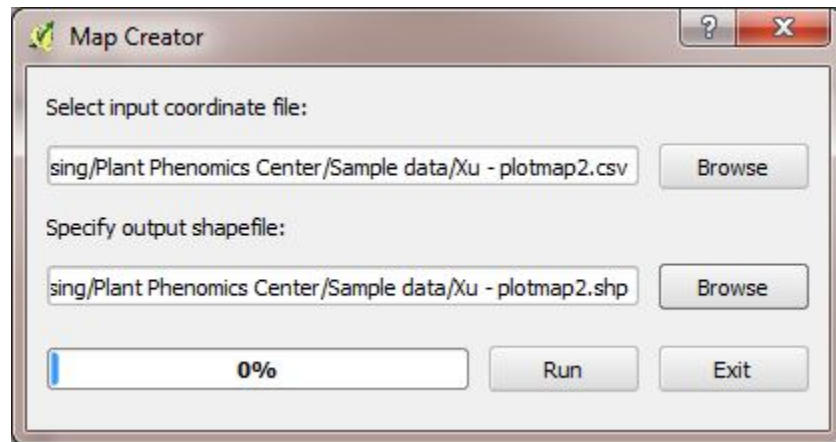 Map Creator
Select input coordinate file:
sing/Plant Phenomics Center/Sample data/Xu - plotmap2.csv
Browse
Specify output shapefile:
sing/Plant Phenomics Center/Sample data/Xu - plotmap2.shp
Browse
0%
Run
Exit